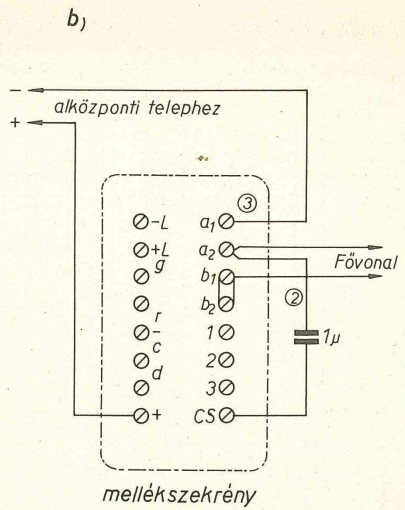 b)
−
alközponti telephez
+
③
-L a₁
+L a₂
g
b₁
Fővonal
r b₂ ②
− 1
1μ
c 2
d 3
+ CS
mellékszekrény